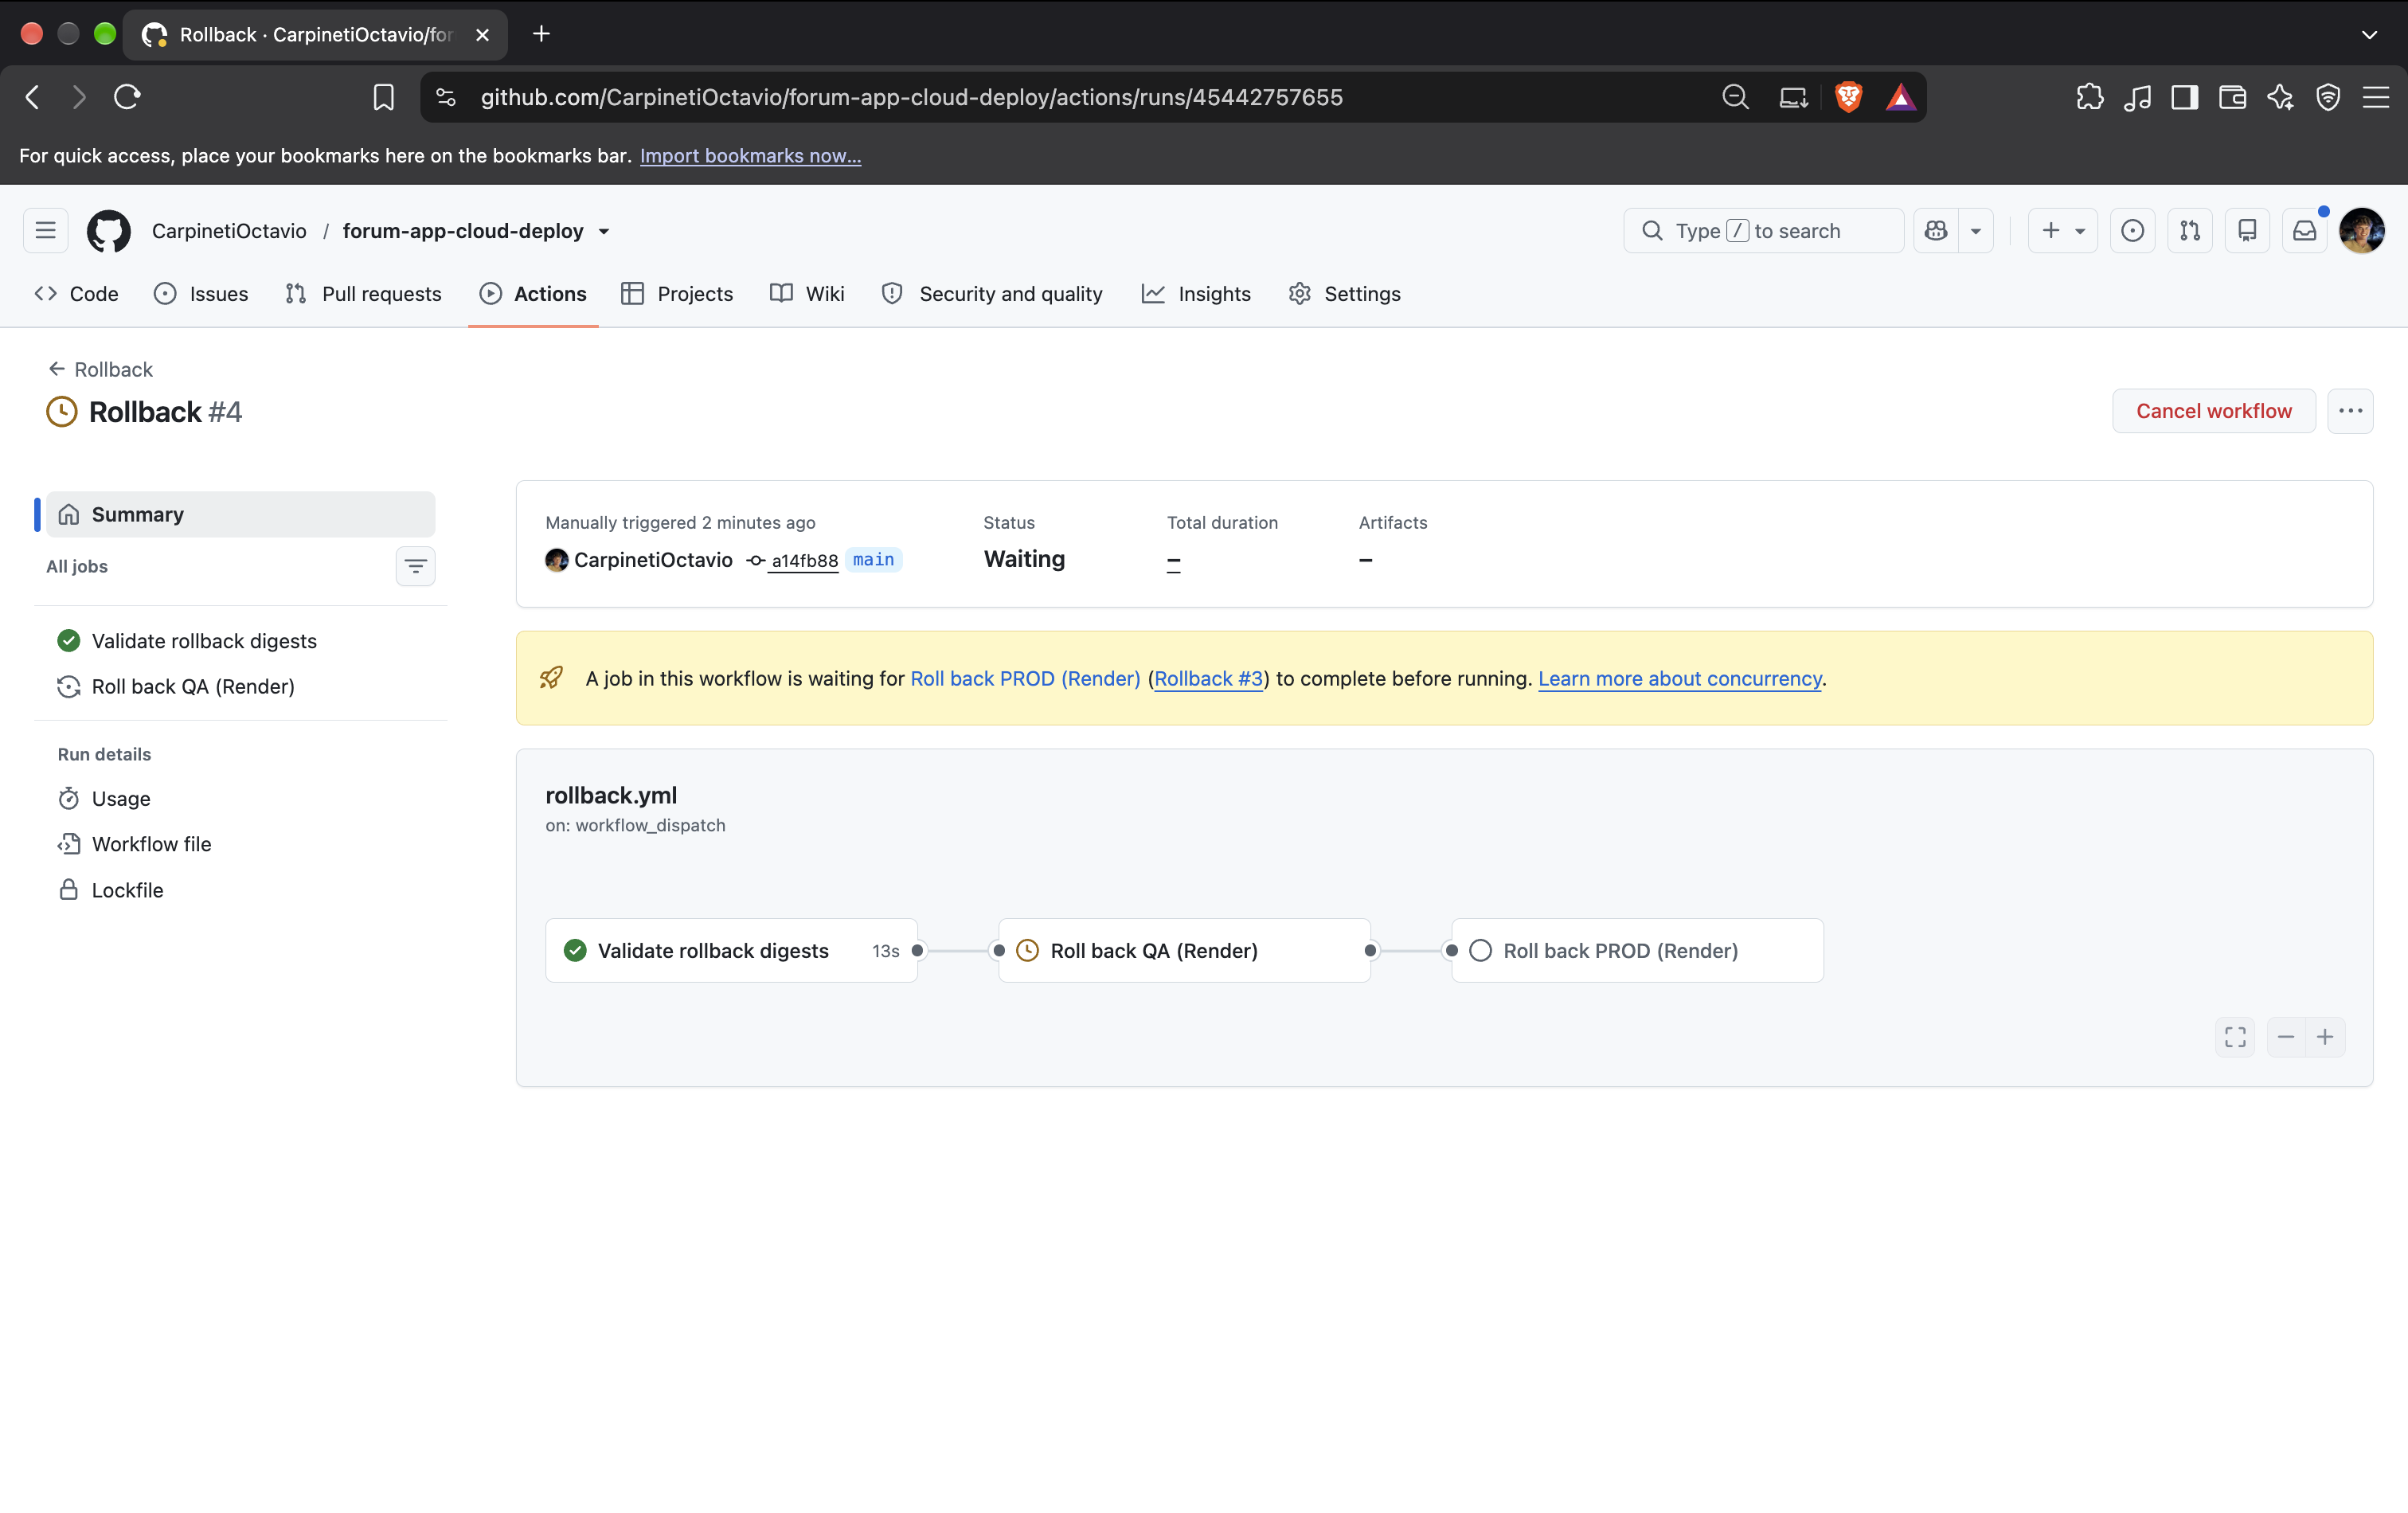 Rollback · CarpinetiOctavio/for
github.com/CarpinetiOctavio/forum-app-cloud-deploy/actions/runs/45442757655
For quick access, place your bookmarks here on the bookmarks bar. Import bookmarks now...
CarpinetiOctavio / forum-app-cloud-deploy
Type / to search
Code Issues Pull requests Actions Projects Wiki Security and quality Insights Settings
Rollback
Rollback #4
Cancel workflow
Summary
All jobs
Validate rollback digests
Roll back QA (Render)
Run details
Usage
Workflow file
Lockfile
Manually triggered 2 minutes ago
CarpinetiOctavio a14fb88 main
Status
Waiting
Total duration
–
Artifacts
–
A job in this workflow is waiting for Roll back PROD (Render) (Rollback #3) to complete before running. Learn more about concurrency.
rollback.yml
on: workflow_dispatch
Validate rollback digests 13s
Roll back QA (Render)
Roll back PROD (Render)